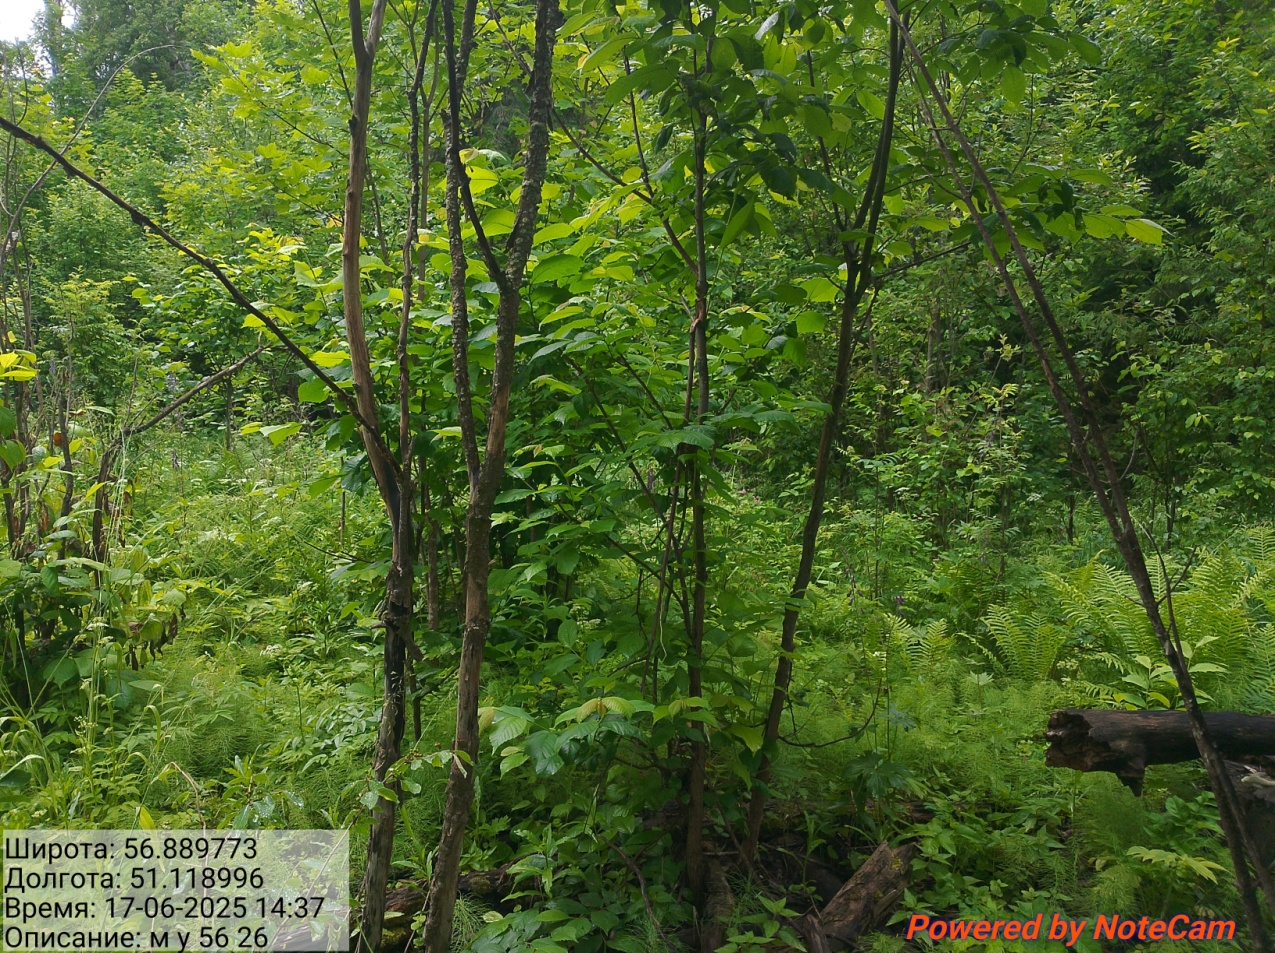 Широта: 56.889773
Долгота: 51.118996
Время: 17-06-2025 14:37
Описание: м у 56 26
Powered by NoteCam